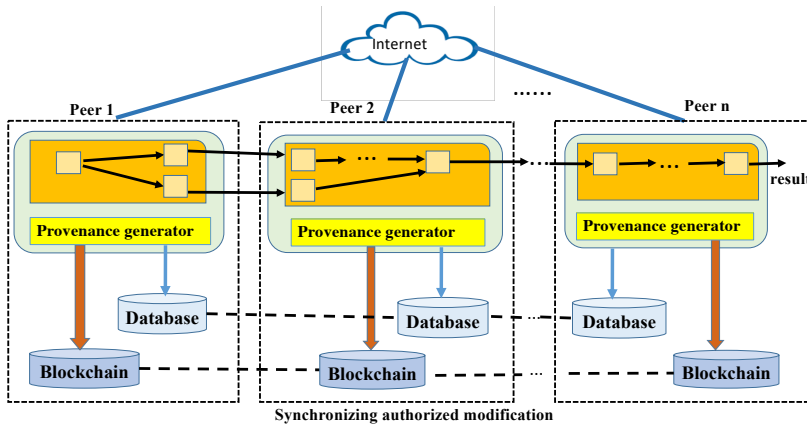 Internet
......
Peer 1
Peer 2
Peer n
...
...
...
result
Provenance generator
Provenance generator
Provenance generator
Database
Database
...
Database
Blockchain
Blockchain
...
Blockchain
Synchronizing authorized modification